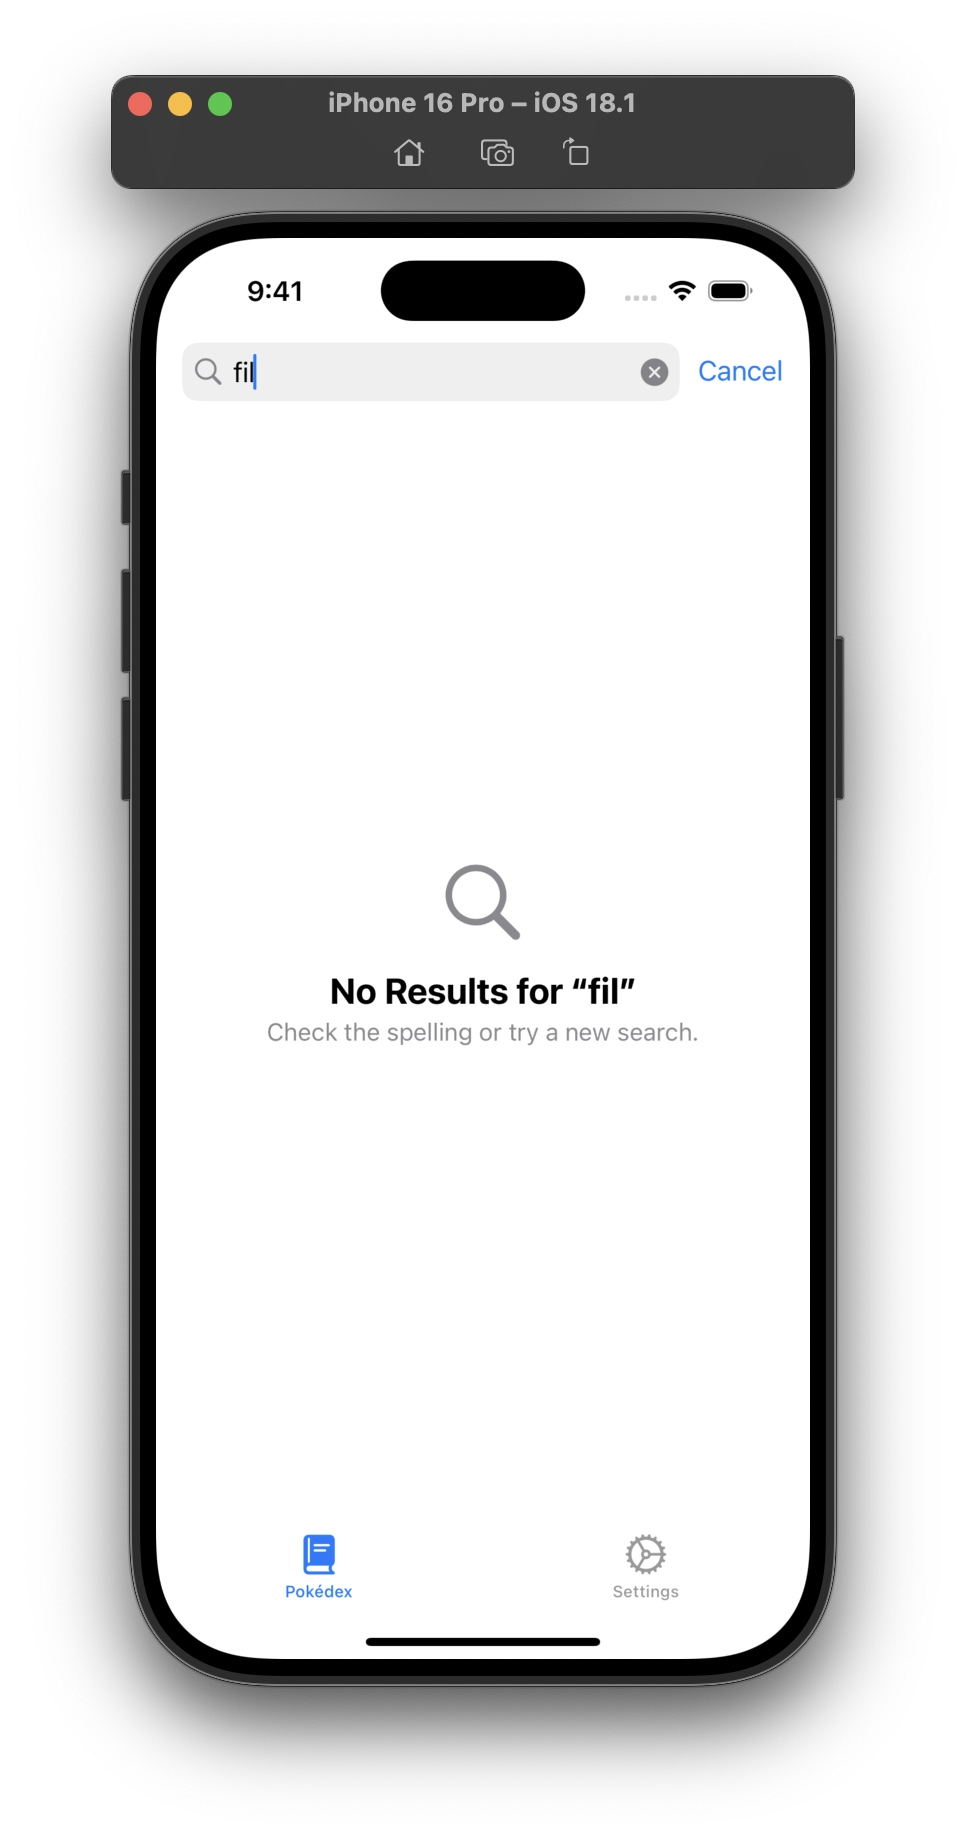 iPhone 16 Pro – iOS 18.1
9:41
fil
Cancel
No Results for “fil”
Check the spelling or try a new search.
Pokédex
Settings